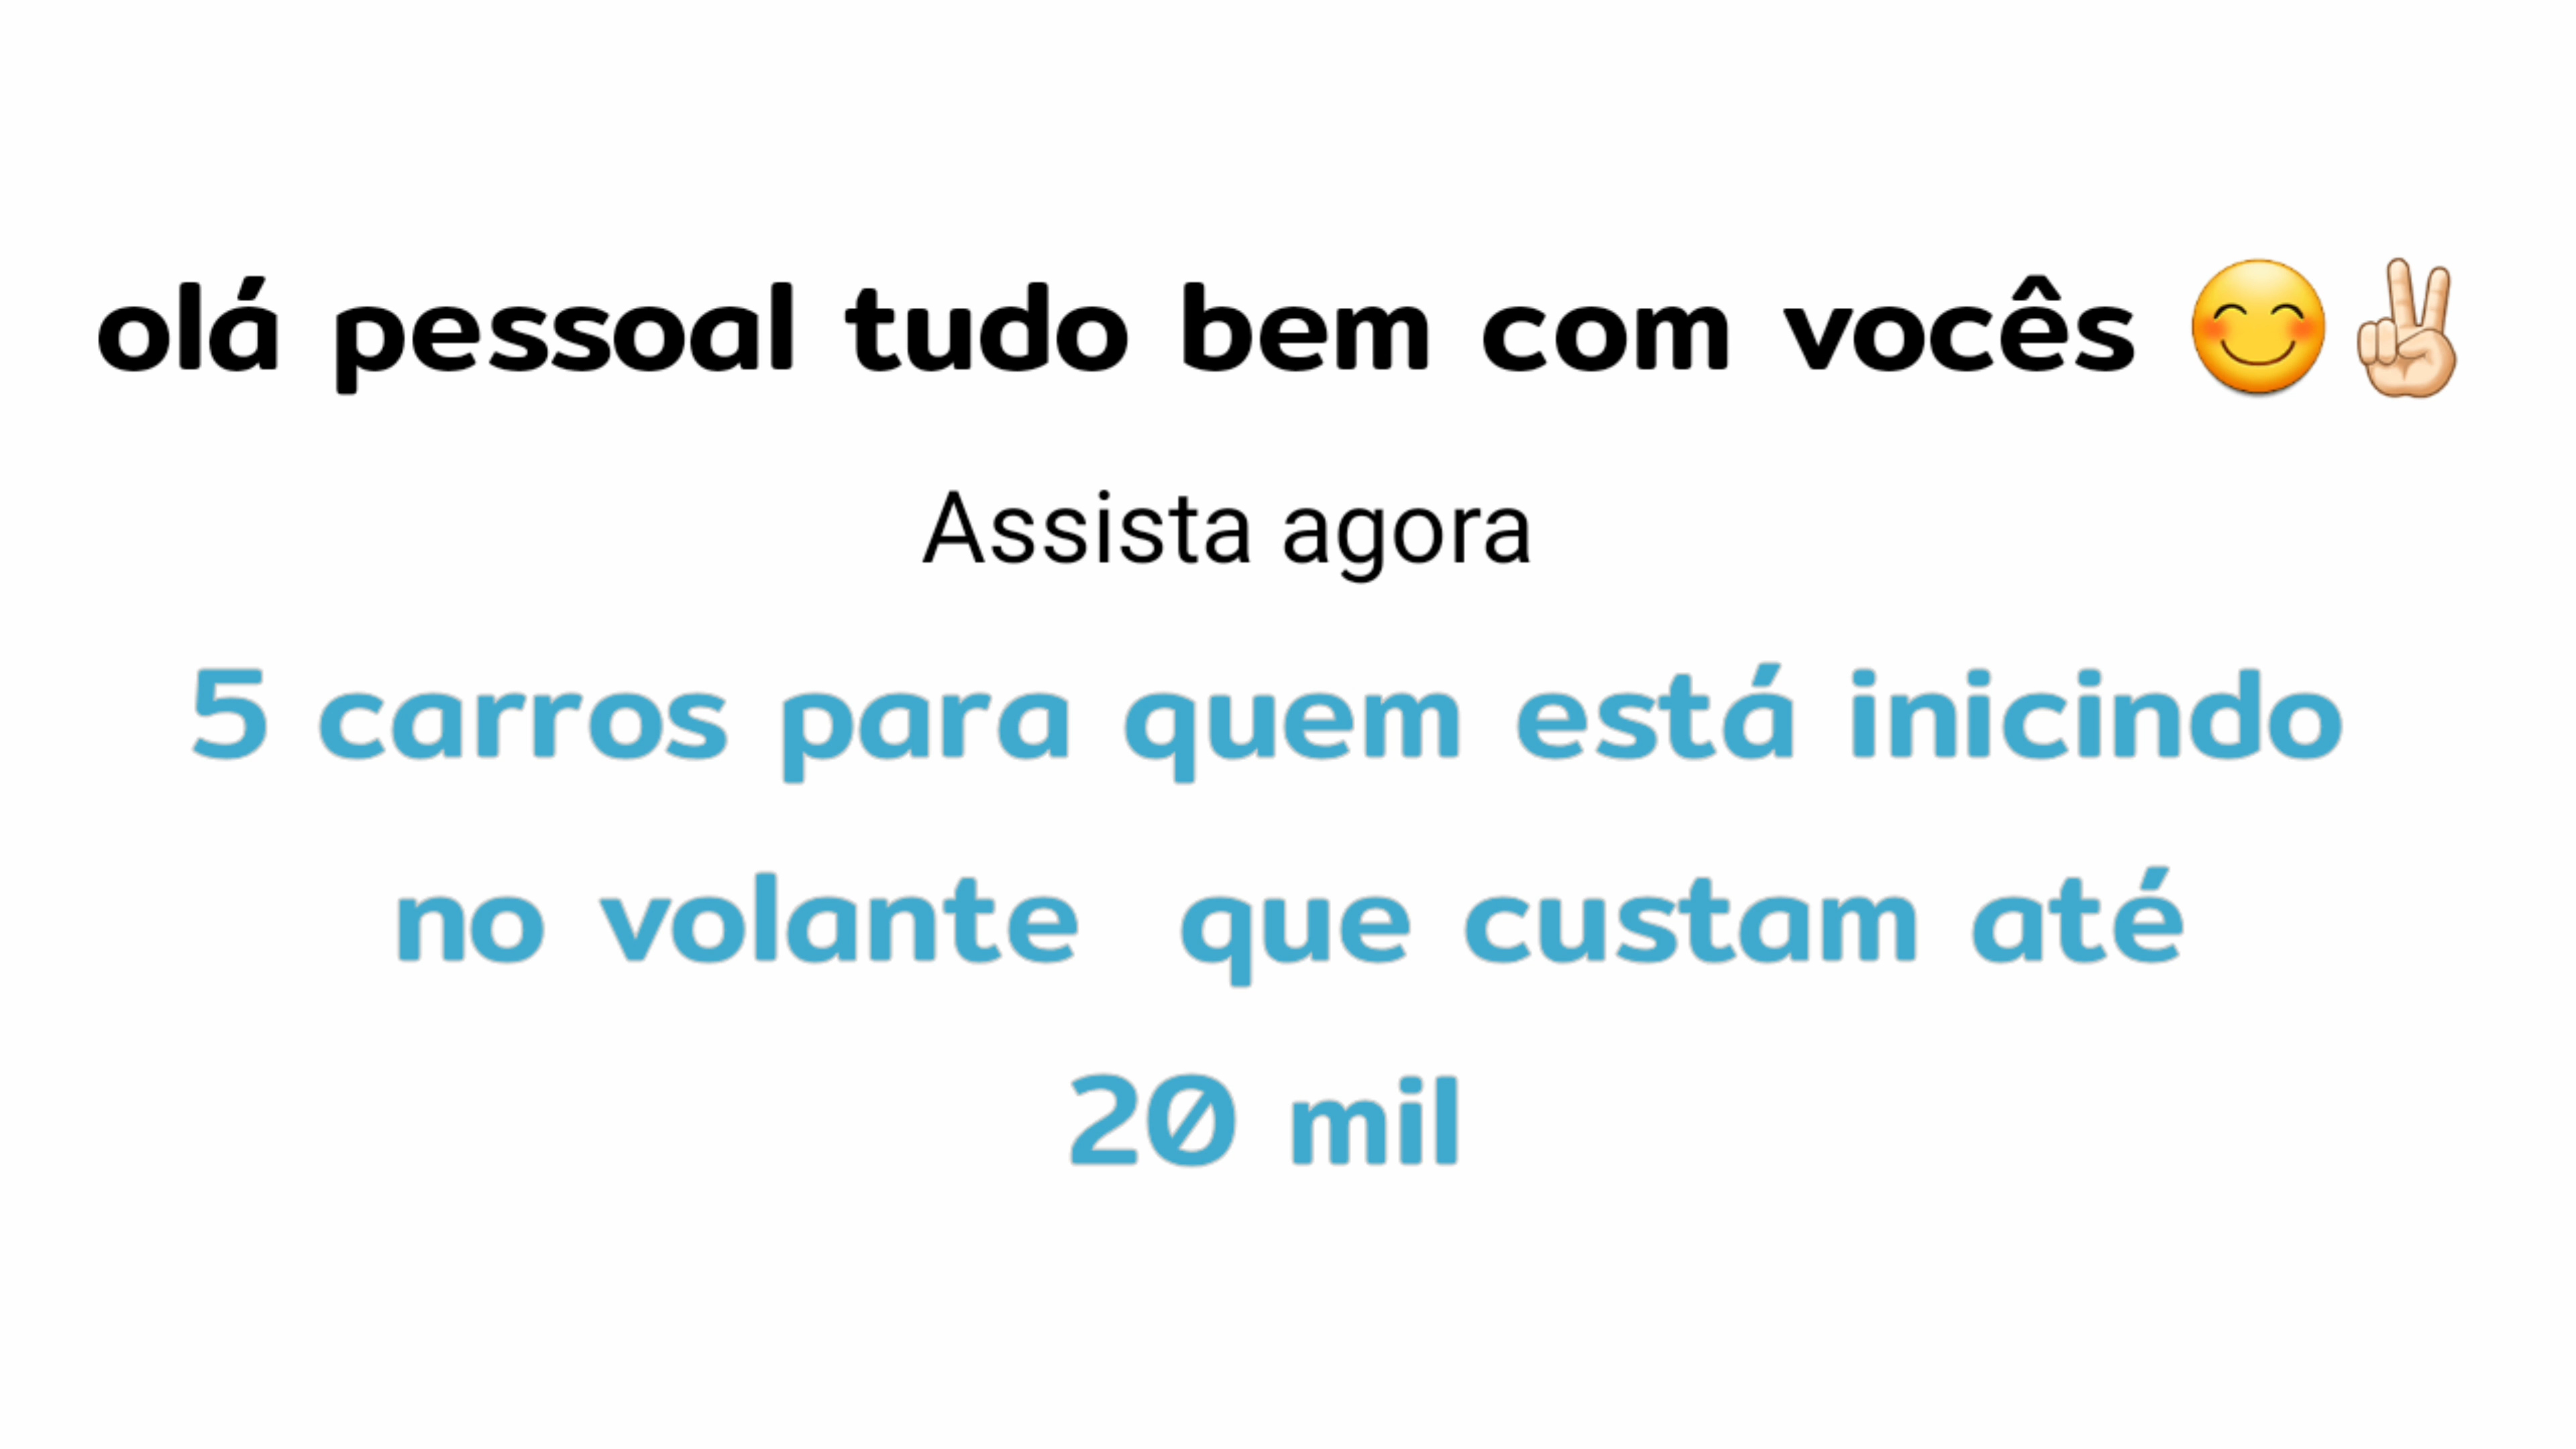 olá pessoal tudo bem com vocês 😊✌🏻
Assista agora
5 carros para quem está inicindo
no volante que custam até
20 mil